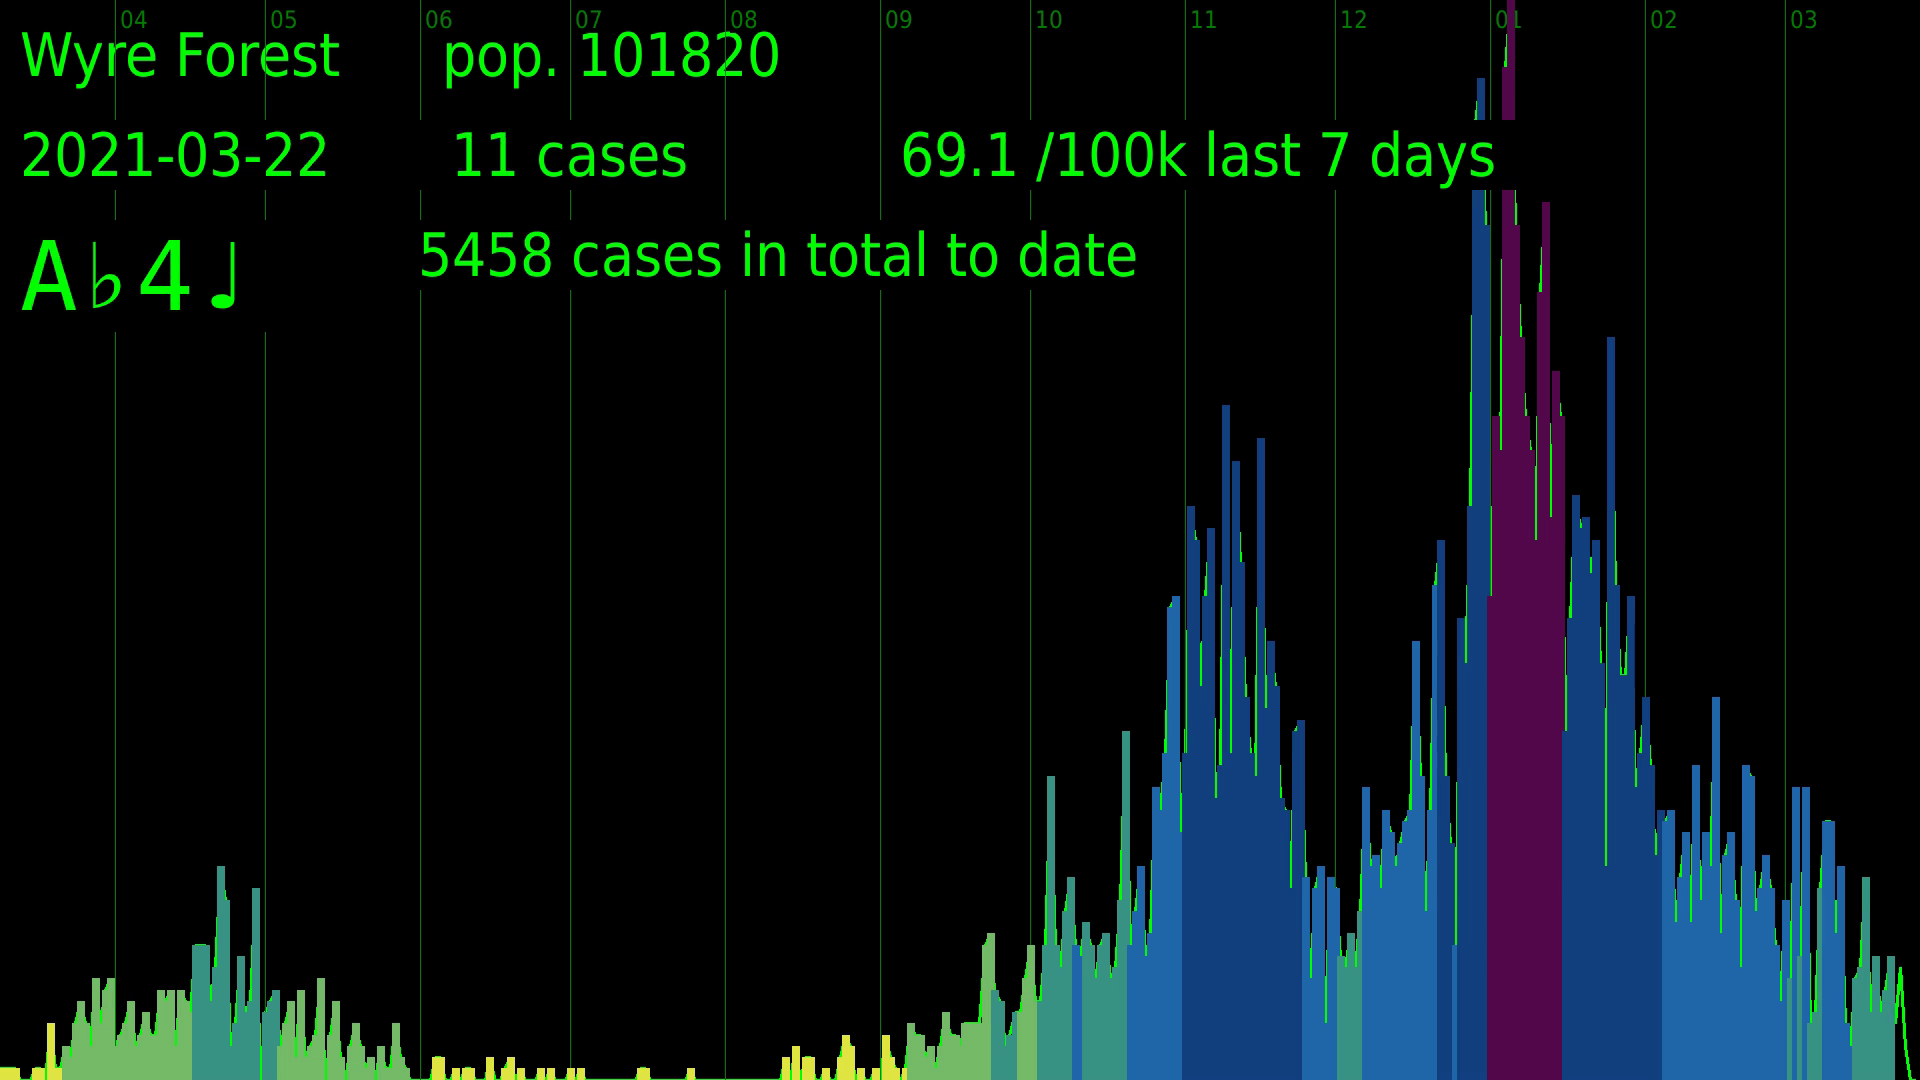 04 05 06 07 08 09 10 11 12 01 02 03
Wyre Forest pop. 101820
2021-03-22 11 cases 69.1 /100k last 7 days
A♭4♩ 5458 cases in total to date